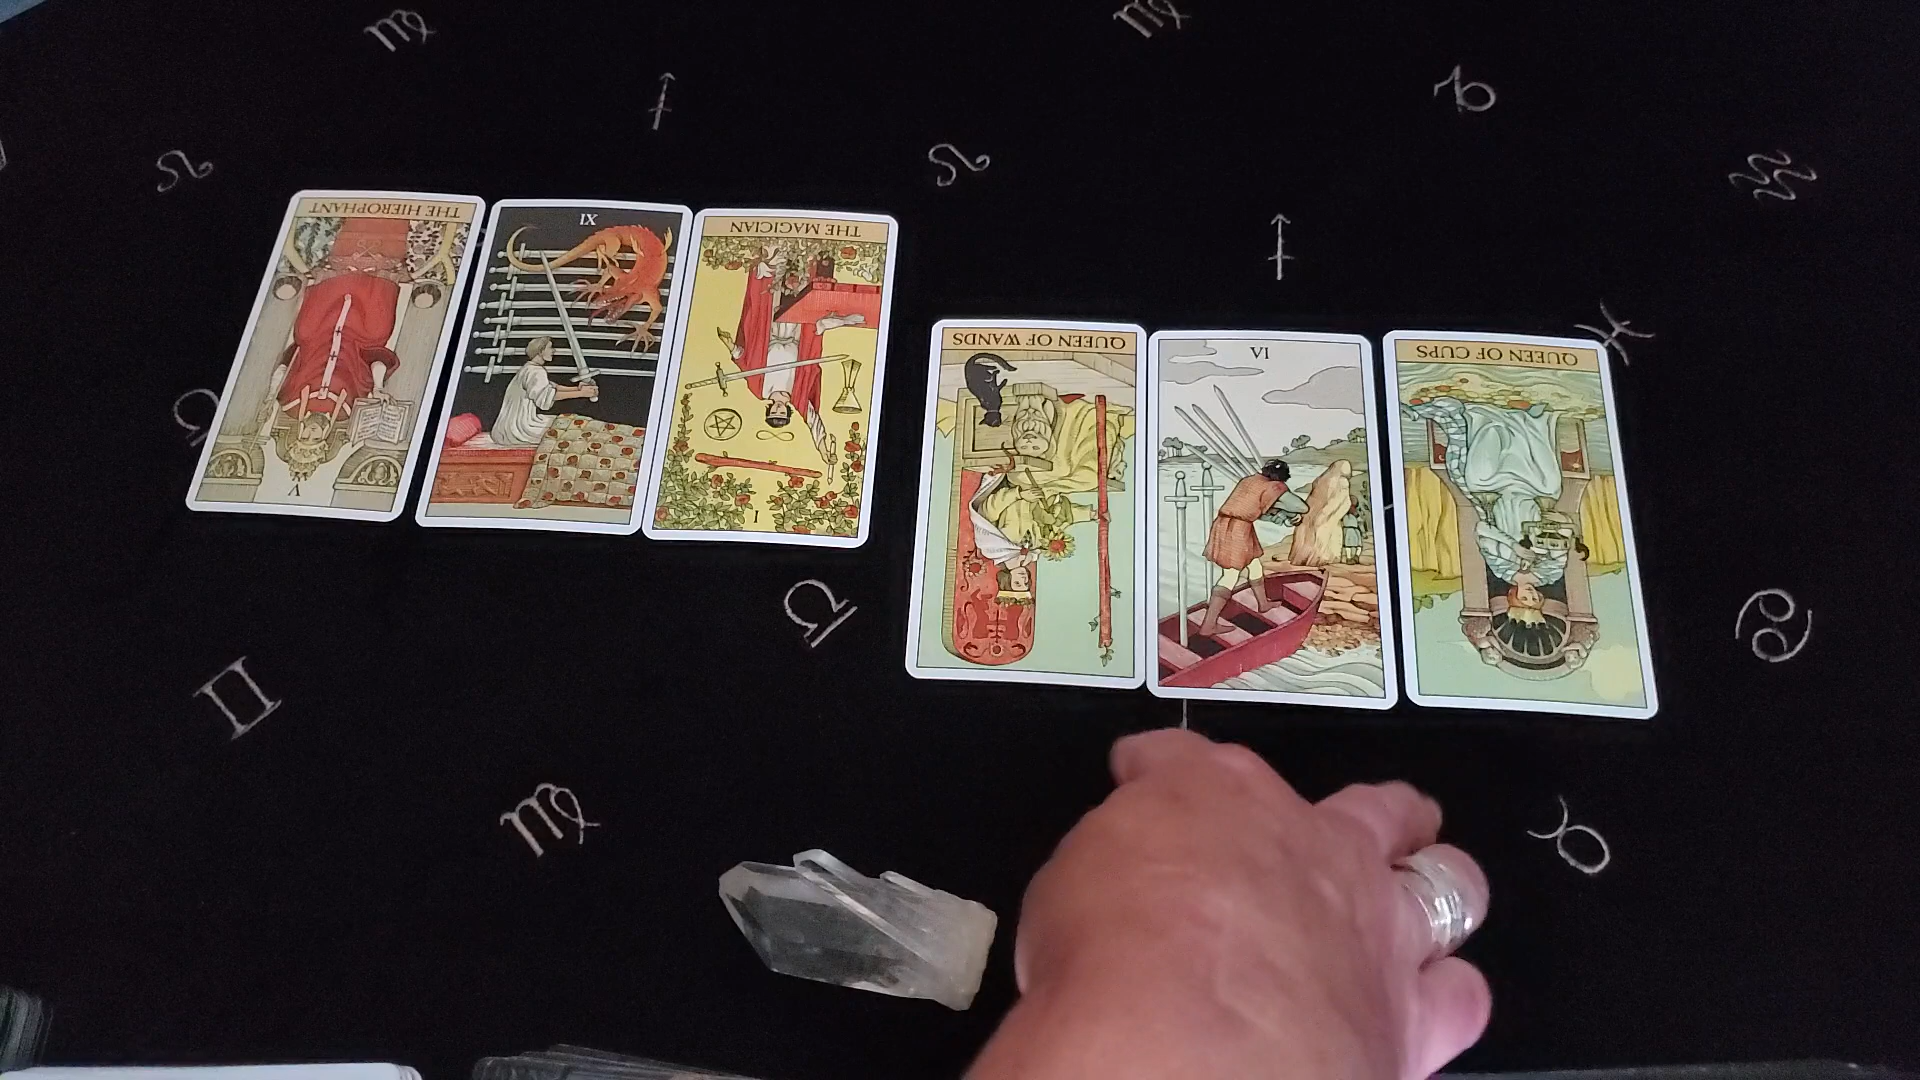 THE HIEROPHANT
V
IX
THE MAGICIAN
I
QUEEN OF WANDS
VI
QUEEN OF CUPS